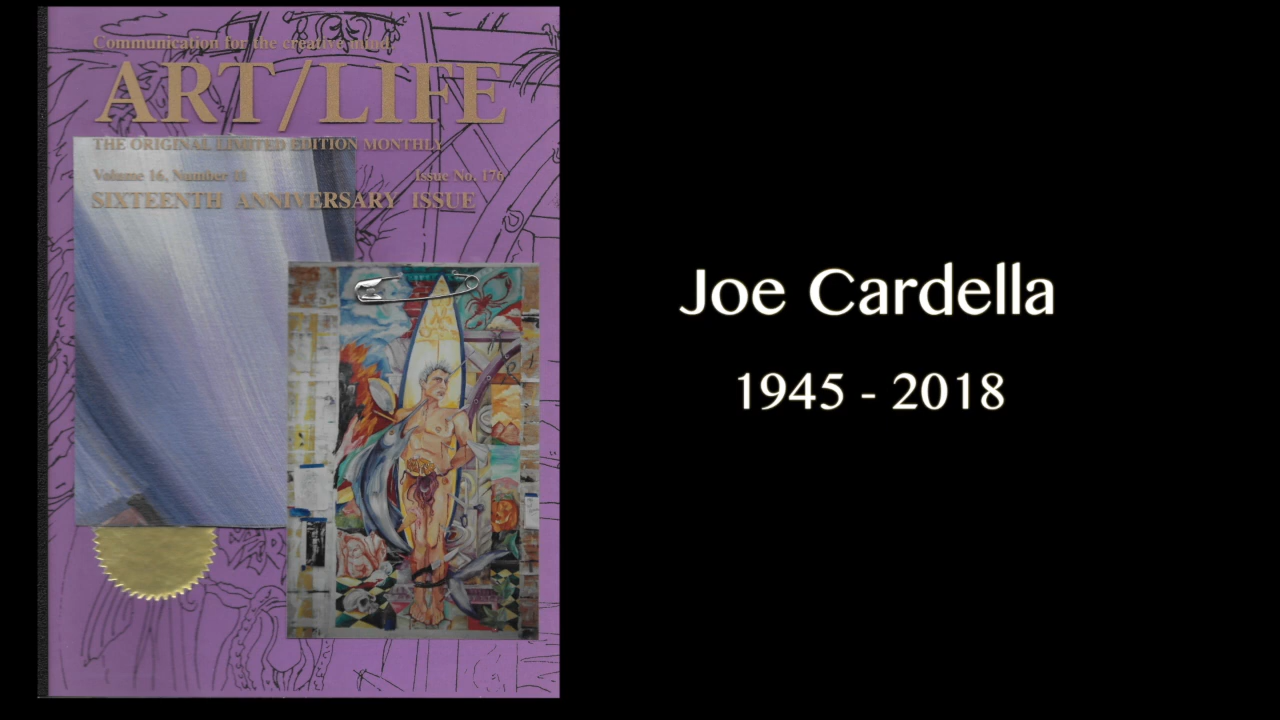 Communication for the creative mind.
ART/LIFE
THE ORIGINAL LIMITED EDITION MONTHLY
Volume 16, Number
Issue No. 176
SIXTEENTH ANNIVERSARY ISSUE
Joe Cardella
1945 - 2018